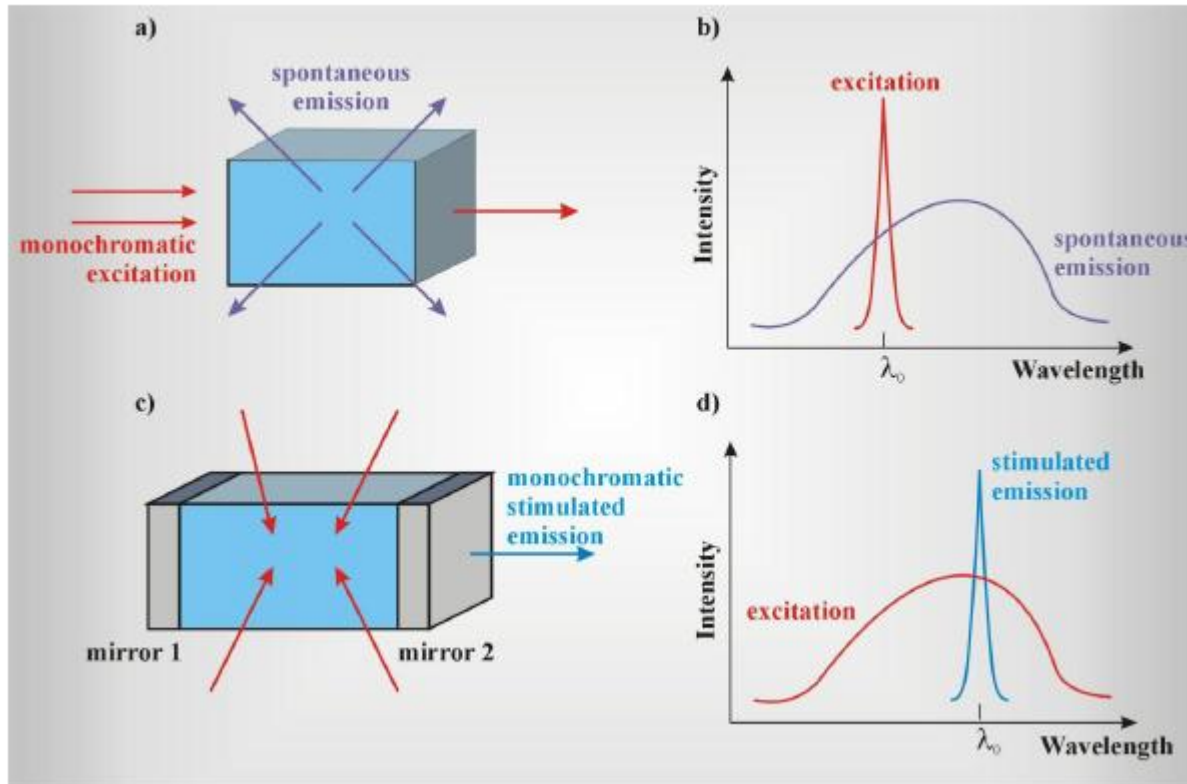 a)
spontaneous
emission
monochromatic
excitation
b)
Intensity
excitation
spontaneous
emission
λ₀
Wavelength
c)
monochromatic
stimulated
emission
mirror 1
mirror 2
d)
Intensity
stimulated
emission
excitation
λ₀
Wavelength